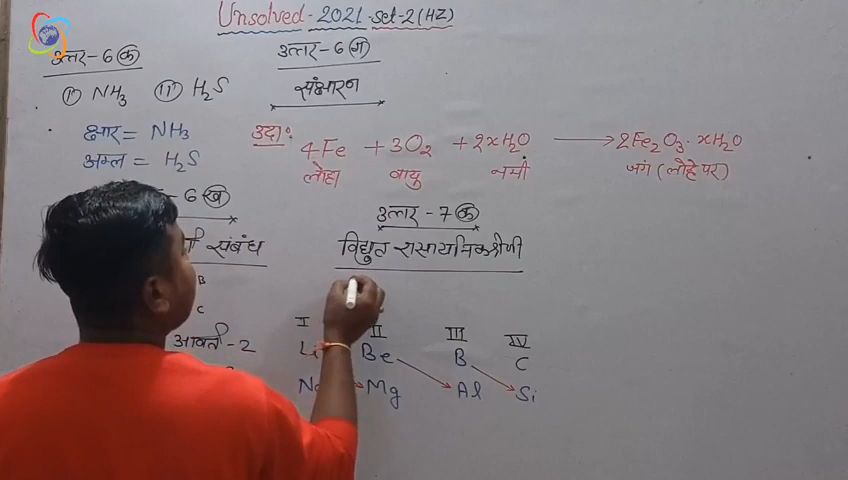 Unsolved-2021-set-2(HZ)
उत्तर-6(क)
(i) NH3 (ii) H2S
क्षार = NH3
अम्ल = H2S
-6(ख)
संबंध
B
C
आवर्त-2
उत्तर-6(ग)
संक्षारण
उदा०:
4Fe + 3O2 + 2xH2O → 2Fe2O3·xH2O
लोहा वायु नमी जंग (लोहे पर)
उत्तर-7(क)
विद्युत रासायनिक श्रेणी
I II III IV
Li Be B C
Na Mg Al Si